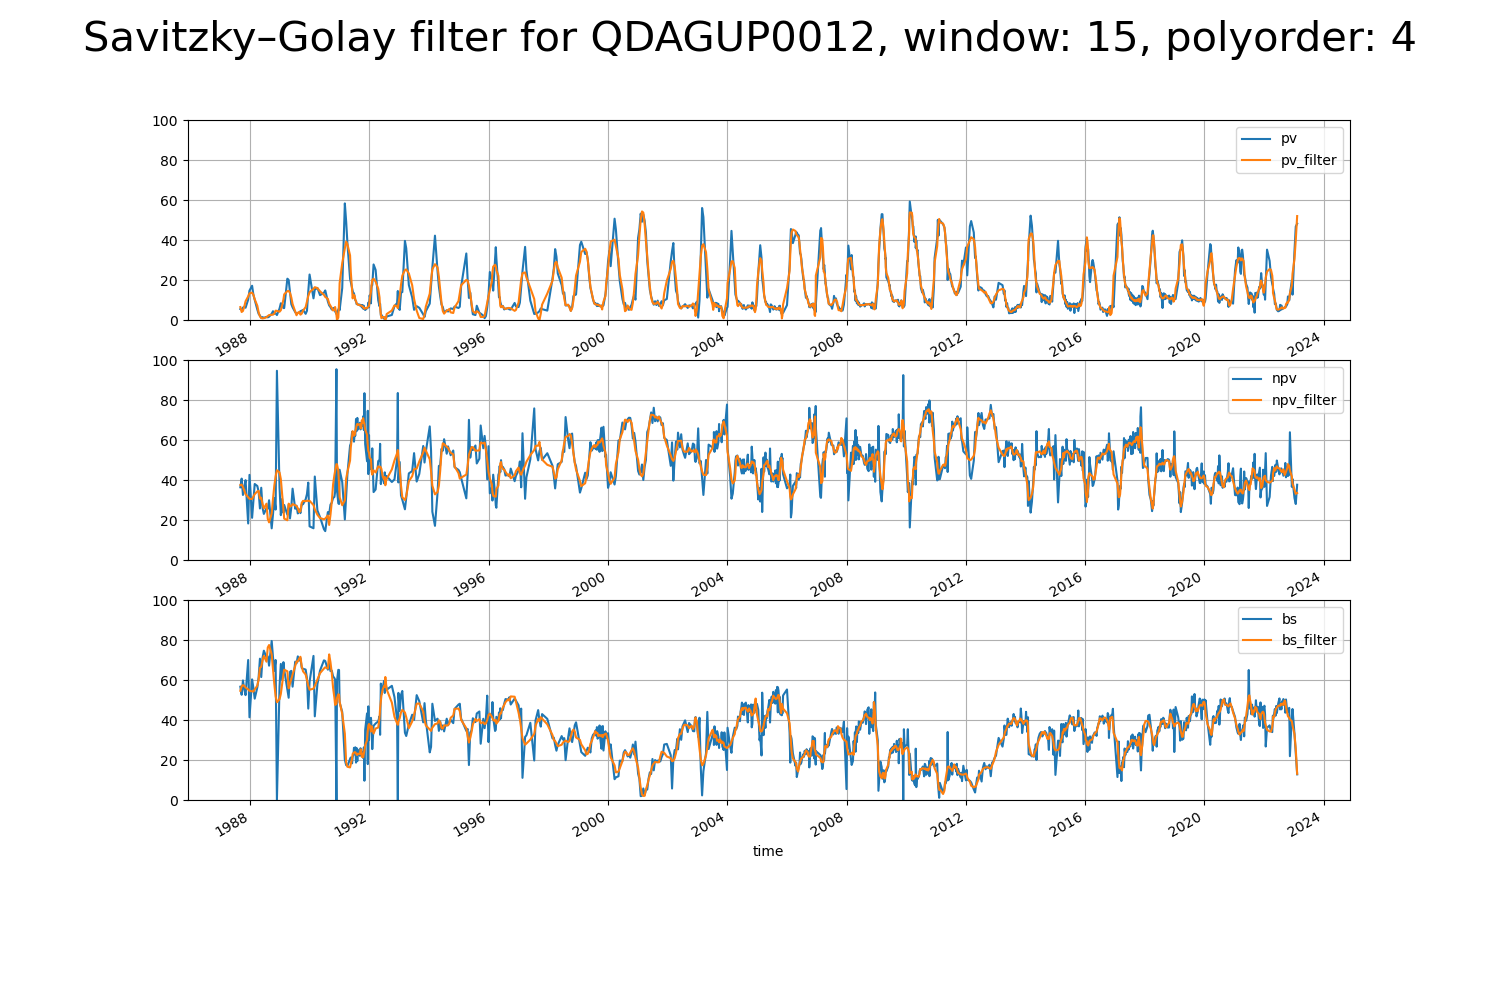 Savitzky–Golay filter for QDAGUP0012, window: 15, polyorder: 4
100
80
60
40
20
0
pv
pv_filter
1988 1992 1996 2000 2004 2008 2012 2016 2020 2024
100
80
60
40
20
0
npv
npv_filter
1988 1992 1996 2000 2004 2008 2012 2016 2020 2024
100
80
60
40
20
0
bs
bs_filter
1988 1992 1996 2000 2004 2008 2012 2016 2020 2024
time